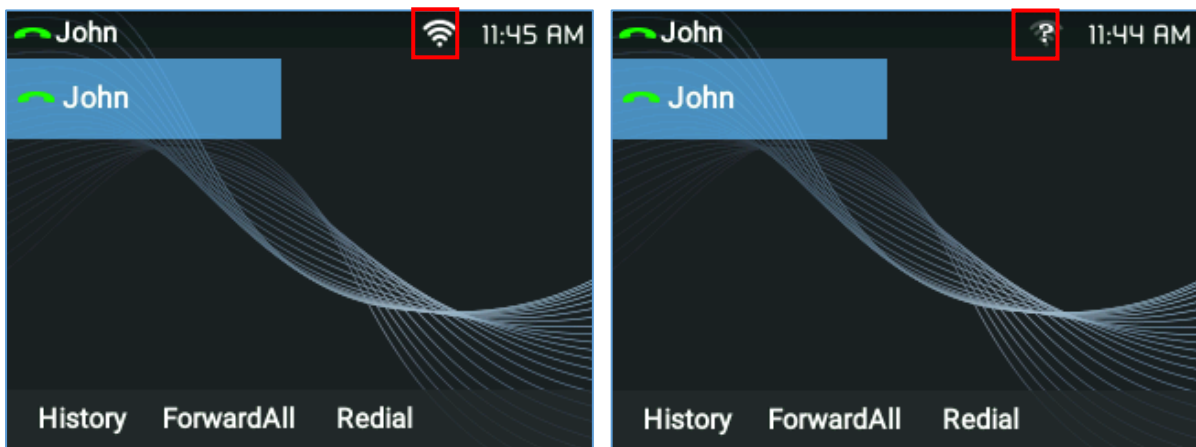 John 11:45 AM
John
History ForwardAll Redial
John ? 11:44 AM
John
History ForwardAll Redial